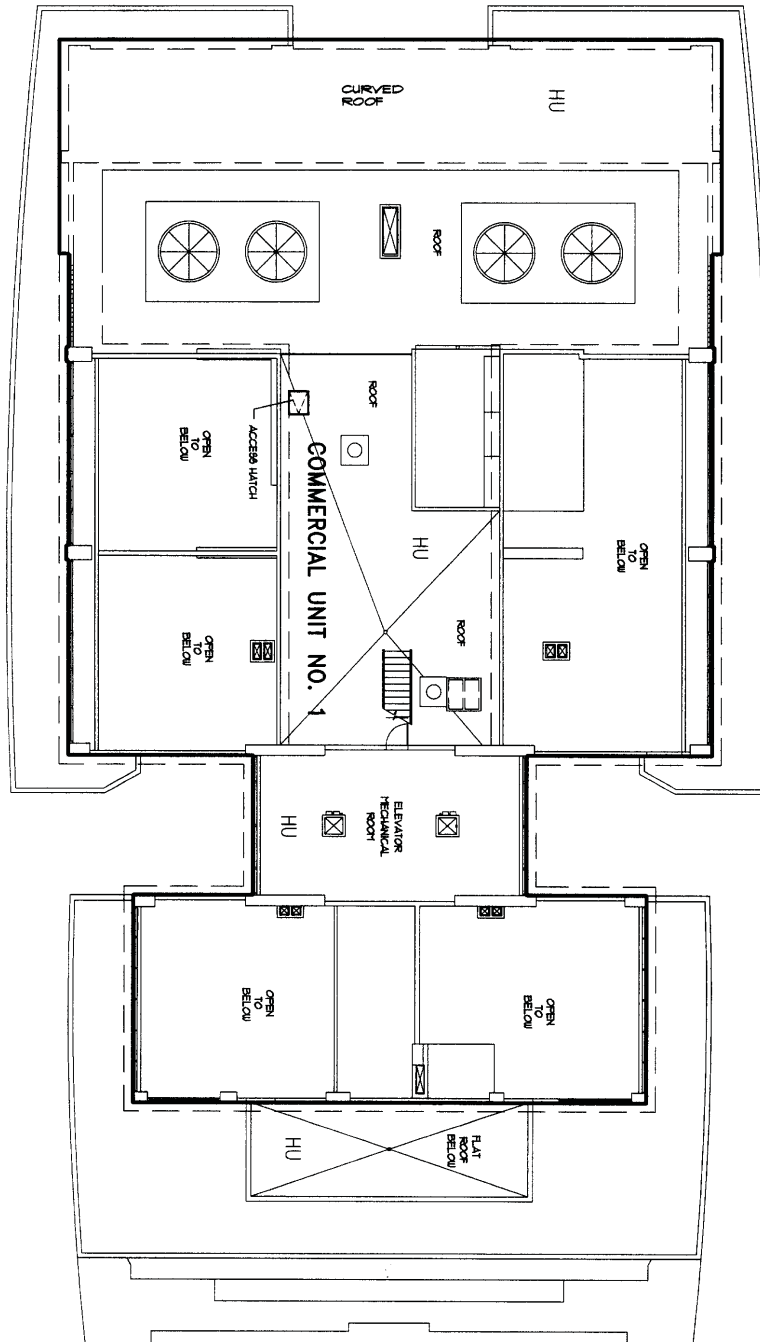 CURVED
ROOF
HU
ROOF
ROOF
OPEN
TO
BELOW
ACCESS HATCH
COMMERCIAL UNIT NO. 1
HU
OPEN
TO
BELOW
OPEN
TO
BELOW
ROOF
ELEVATOR
MECHANICAL
ROOM
HU
OPEN
TO
BELOW
OPEN
TO
BELOW
HU
FLAT
ROOF
BELOW